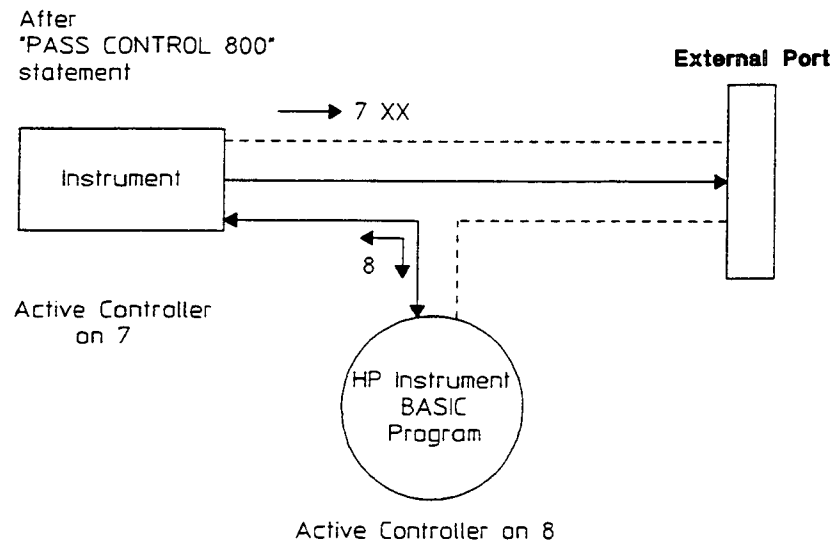 After
"PASS CONTROL 800"
statement
External Port
7 XX
Instrument
8
Active Controller
on 7
HP Instrument
BASIC
Program
Active Controller on 8